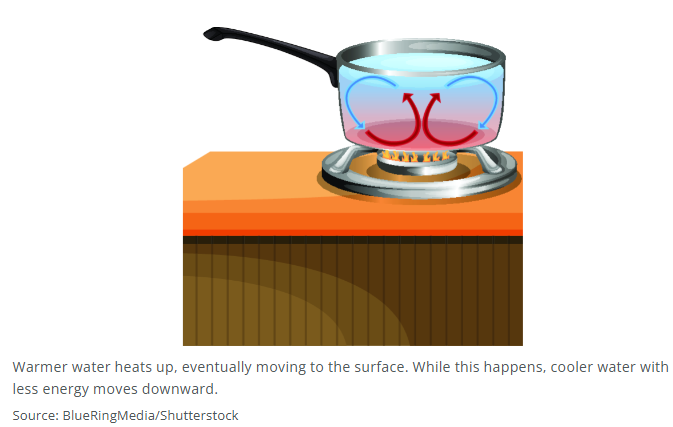 Warmer water heats up, eventually moving to the surface. While this happens, cooler water with
less energy moves downward.
Source: BlueRingMedia/Shutterstock